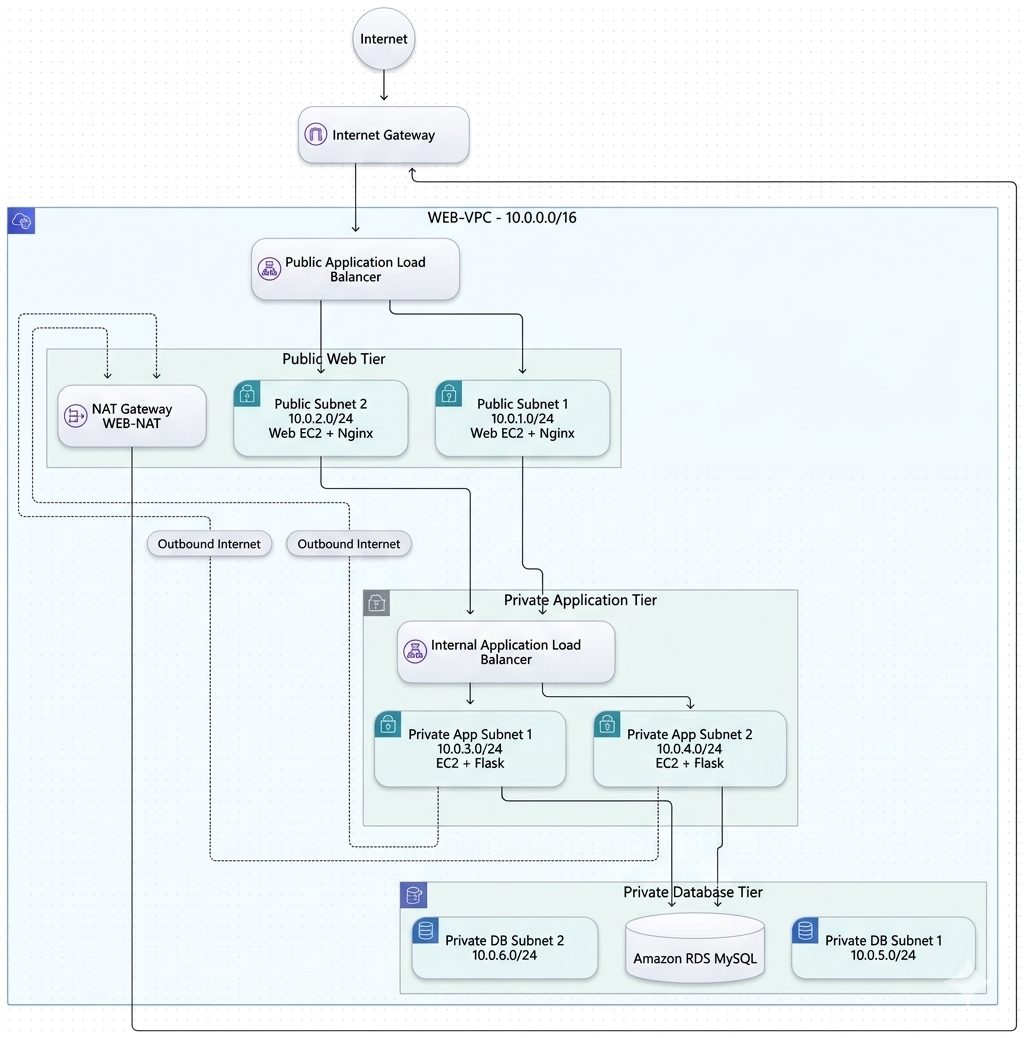 Internet
Internet Gateway
WEB-VPC - 10.0.0.0/16
Public Application Load
Balancer
Public Web Tier
NAT Gateway
WEB-NAT
Public Subnet 2
10.0.2.0/24
Web EC2 + Nginx
Public Subnet 1
10.0.1.0/24
Web EC2 + Nginx
Outbound Internet
Outbound Internet
Private Application Tier
Internal Application Load
Balancer
Private App Subnet 1
10.0.3.0/24
EC2 + Flask
Private App Subnet 2
10.0.4.0/24
EC2 + Flask
Private Database Tier
Private DB Subnet 2
10.0.6.0/24
Amazon RDS MySQL
Private DB Subnet 1
10.0.5.0/24